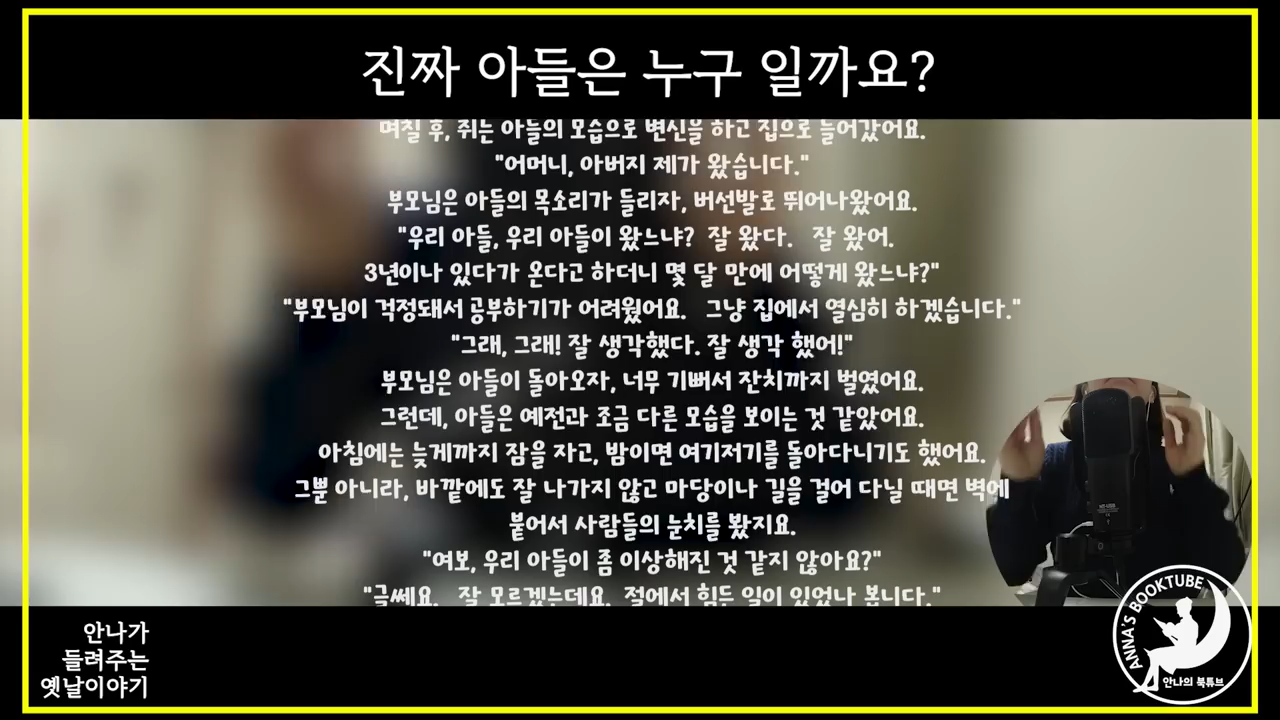 진짜 아들은 누구 일까요?
며칠 후, 쥐는 아들의 모습으로 변신을 하고 집으로 들어갔어요.
"어머니, 아버지 제가 왔습니다."
부모님은 아들의 목소리가 들리자, 버선발로 뛰어나왔어요.
"우리 아들, 우리 아들이 왔느냐? 잘 왔다. 잘 왔어.
3년이나 있다가 온다고 하더니 몇 달 만에 어떻게 왔느냐?"
"부모님이 걱정돼서 공부하기가 어려웠어요. 그냥 집에서 열심히 하겠습니다."
"그래, 그래! 잘 생각했다. 잘 생각 했어!"
부모님은 아들이 돌아오자, 너무 기뻐서 잔치까지 벌였어요.
그런데, 아들은 예전과 조금 다른 모습을 보이는 것 같았어요.
아침에는 늦게까지 잠을 자고, 밤이면 여기저기를 돌아다니기도 했어요.
그뿐 아니라, 바깥에도 잘 나가지 않고 마당이나 길을 걸어 다닐 때면 벽에
붙어서 사람들의 눈치를 봤지요.
"여보, 우리 아들이 좀 이상해진 것 같지 않아요?"
"글쎄요. 잘 모르겠는데요. 절에서 힘든 일이 있었나 봅니다."
안나가
들려주는
옛날이야기
ANNA'S BOOKTUBE
안나의 북튜브